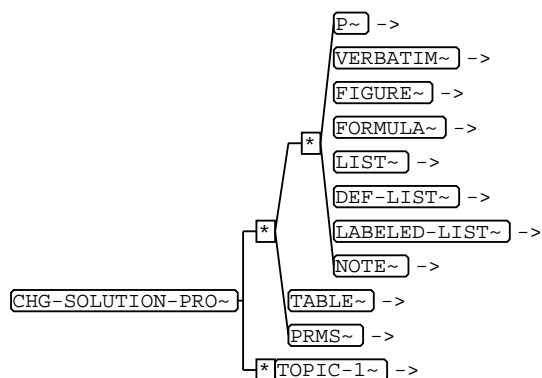 P~ ->
VERBATIM~ ->
FIGURE~ ->
FORMULA~ ->
*
LIST~ ->
DEF-LIST~ ->
* LABELED-LIST~ ->
NOTE~ ->
CHG-SOLUTION-PRO~ TABLE~ ->
PRMS~ ->
* TOPIC-1~ ->